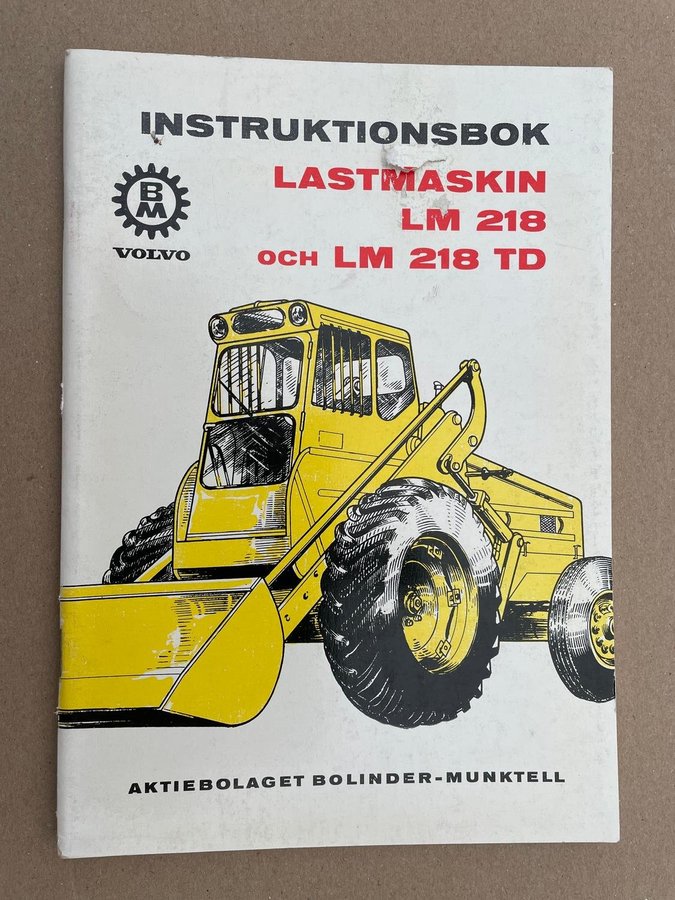 INSTRUKTIONSBOK
LASTMASKIN
LM 218
OCH LM 218 TD
BM
VOLVO
AKTIEBOLAGET BOLINDER-MUNKTELL